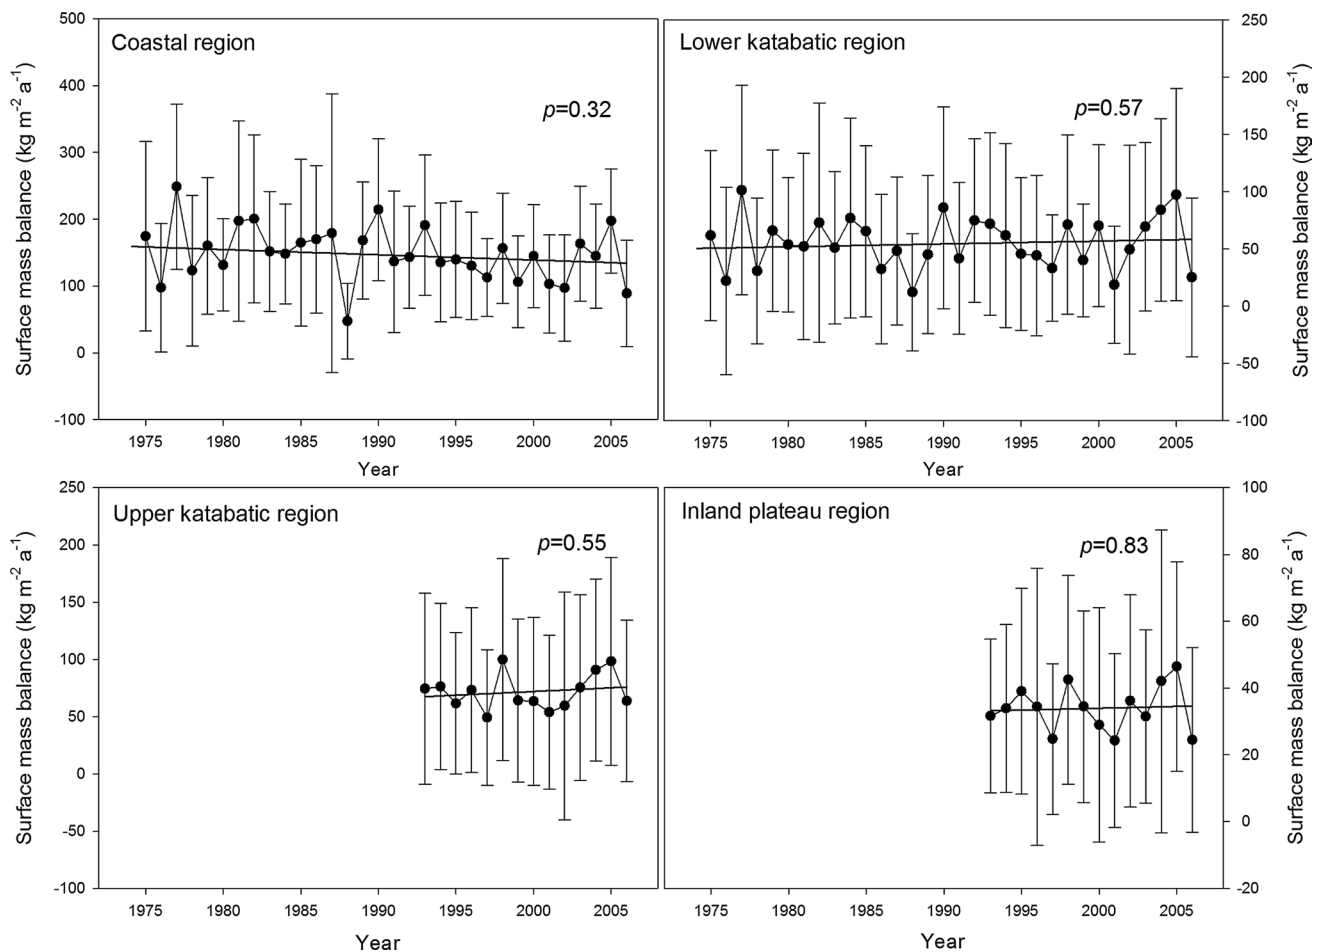 Coastal region
p=0.32
Surface mass balance (kg m⁻² a⁻¹)
500
400
300
200
100
0
-100
1975 1980 1985 1990 1995 2000 2005
Year
Lower katabatic region
p=0.57
250
200
150
100
50
0
-50
-100
Surface mass balance (kg m⁻² a⁻¹)
1975 1980 1985 1990 1995 2000 2005
Year
Upper katabatic region
p=0.55
Surface mass balance (kg m⁻² a⁻¹)
250
200
150
100
50
0
-50
-100
1975 1980 1985 1990 1995 2000 2005
Year
Inland plateau region
p=0.83
100
80
60
40
20
0
-20
Surface mass balance (kg m⁻² a⁻¹)
1975 1980 1985 1990 1995 2000 2005
Year